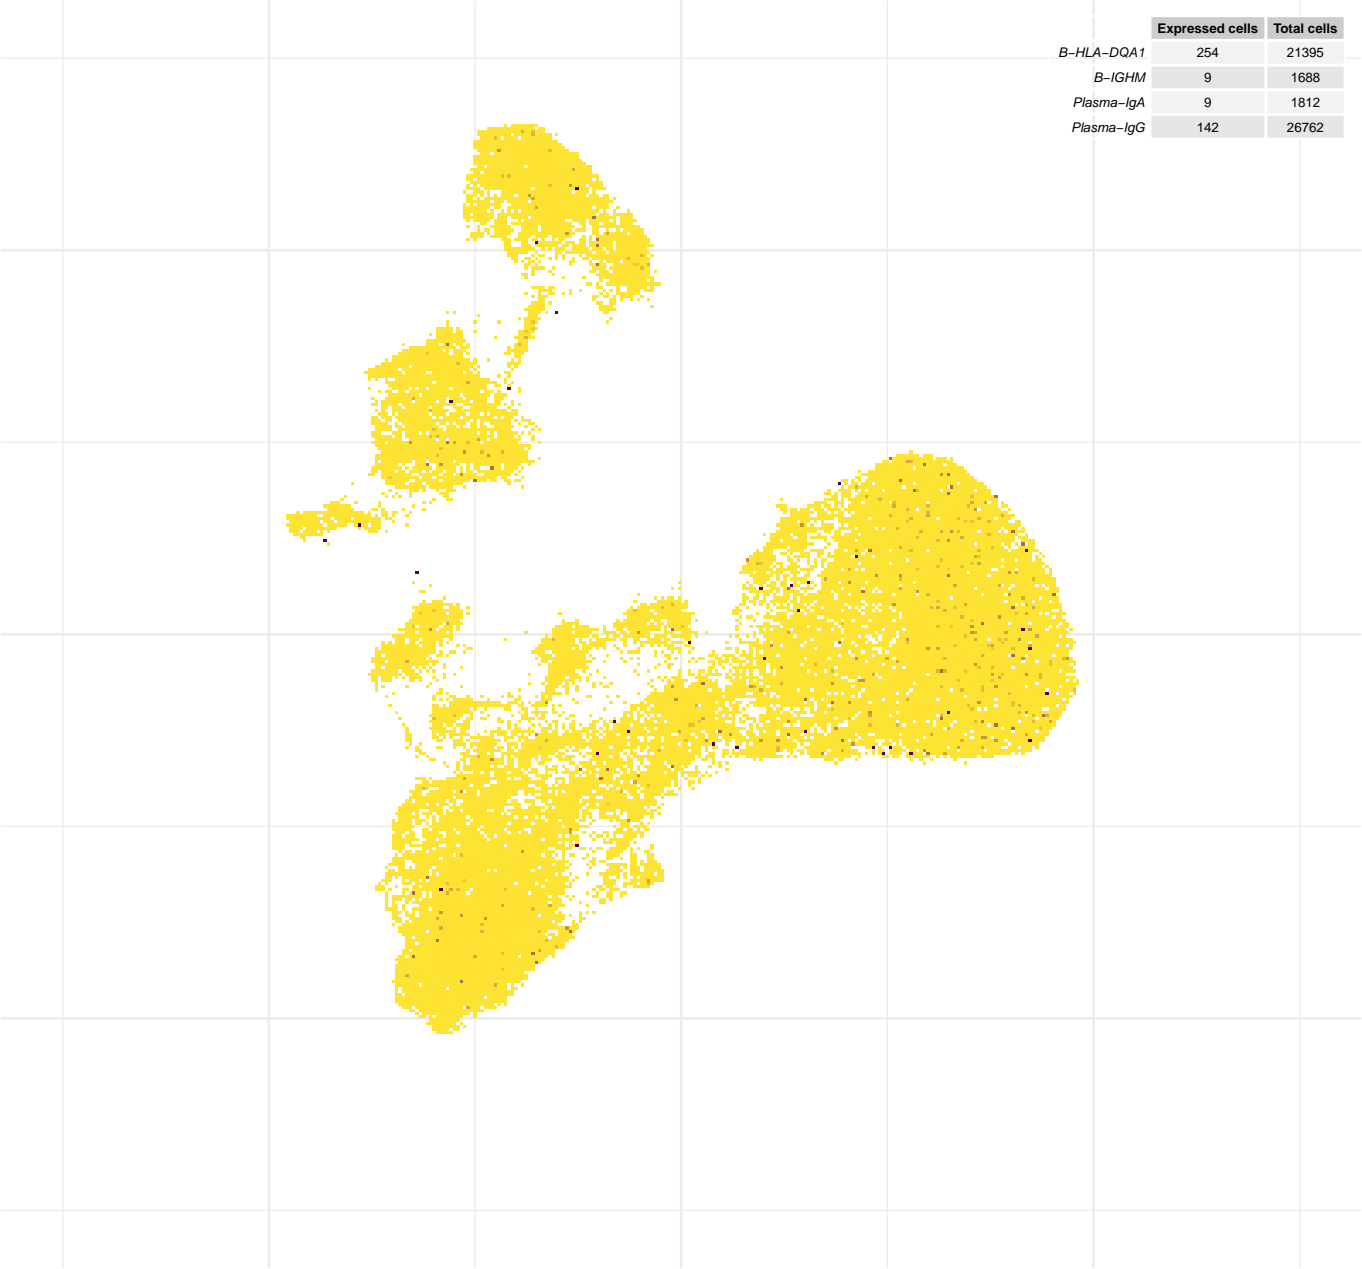 Expressed cells Total cells
B−HLA−DQA1 254 21395
B−IGHM 9 1688
Plasma−IgA 9 1812
Plasma−IgG 142 26762